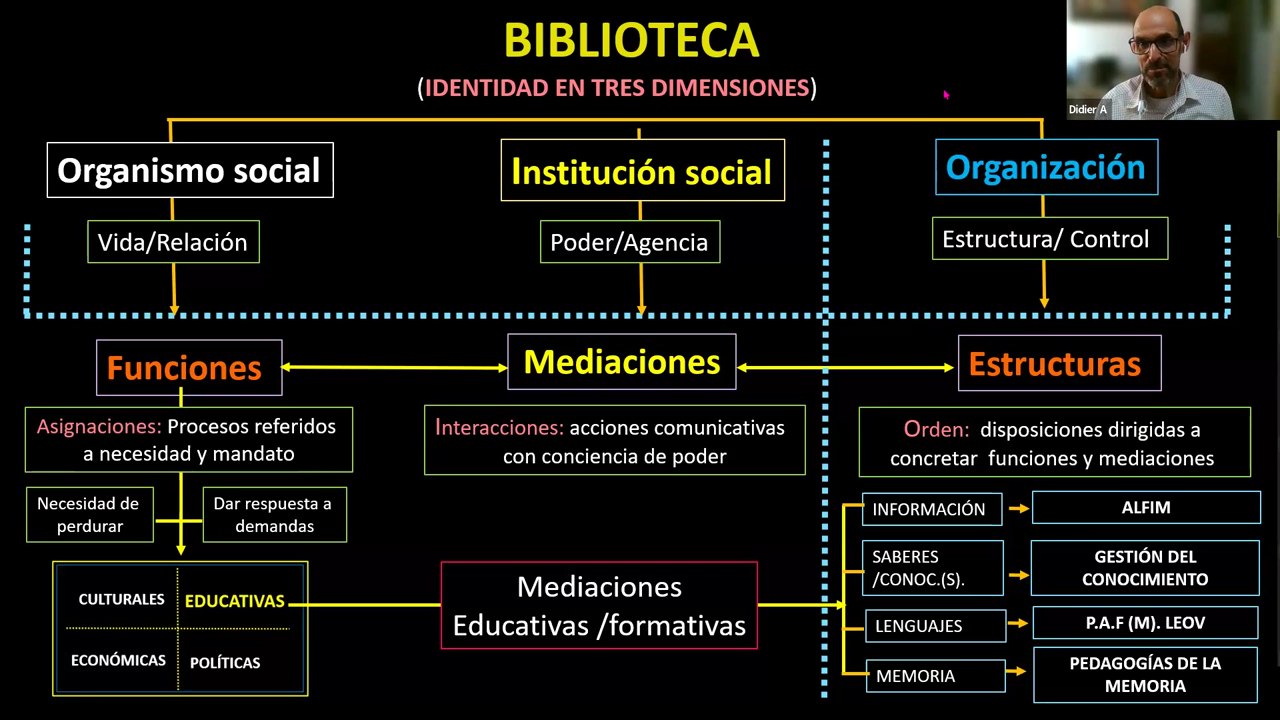 BIBLIOTECA
(IDENTIDAD EN TRES DIMENSIONES)
Didier A
Organismo social
Institución social
Organización
Vida/Relación
Poder/Agencia
Estructura/ Control
Funciones
Mediaciones
Estructuras
Asignaciones: Procesos referidos
a necesidad y mandato
Interacciones: acciones comunicativas
con conciencia de poder
Orden: disposiciones dirigidas a
concretar funciones y mediaciones
Necesidad de
perdurar
Dar respuesta a
demandas
CULTURALES
EDUCATIVAS
ECONÓMICAS
POLÍTICAS
Mediaciones
Educativas /formativas
INFORMACIÓN
ALFIM
SABERES
/CONOC.(S).
GESTIÓN DEL
CONOCIMIENTO
LENGUAJES
P.A.F (M). LEOV
MEMORIA
PEDAGOGÍAS DE LA
MEMORIA